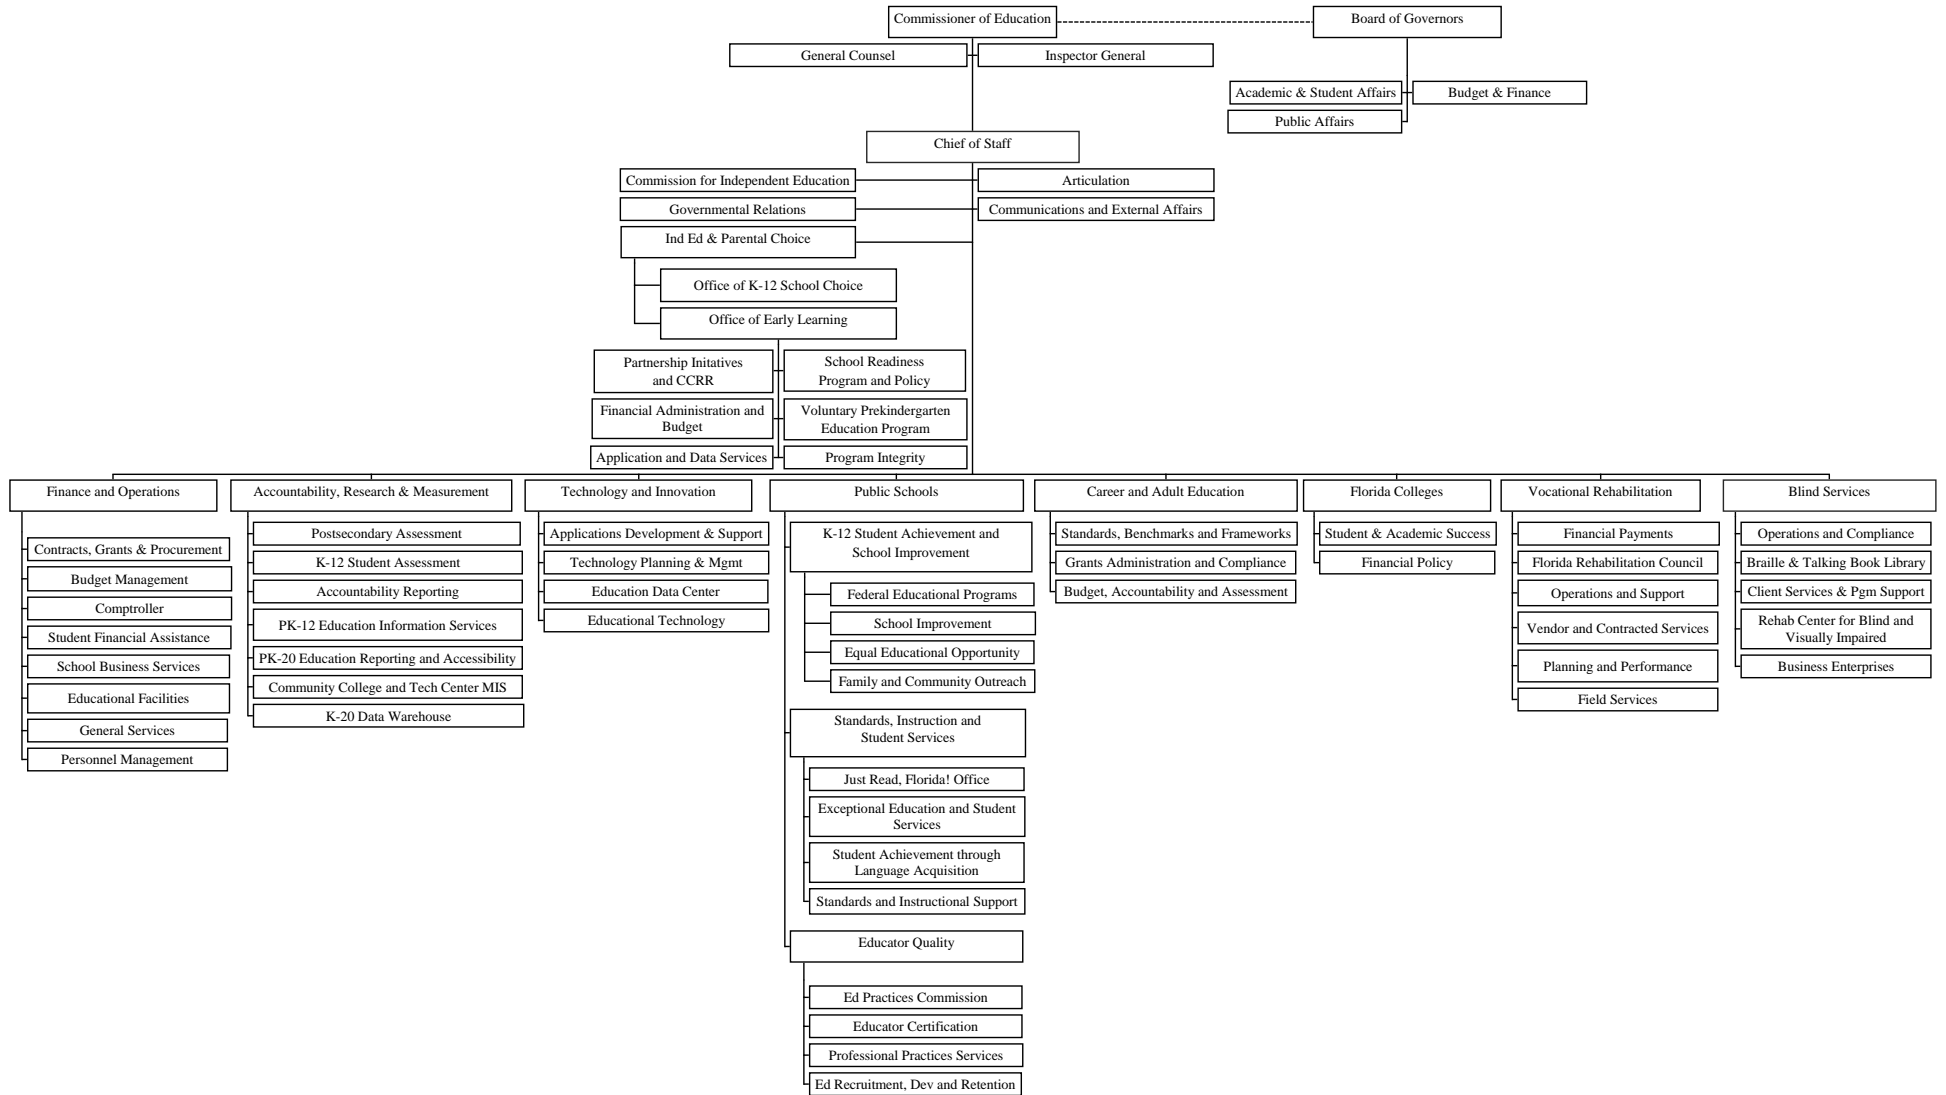 Commissioner of Education
Board of Governors
General Counsel
Inspector General
Academic & Student Affairs
Budget & Finance
Public Affairs
Chief of Staff
Commission for Independent Education
Articulation
Governmental Relations
Communications and External Affairs
Ind Ed & Parental Choice
Office of K-12 School Choice
Office of Early Learning
Partnership Initatives
and CCRR
School Readiness
Program and Policy
Financial Administration and
Budget
Voluntary Prekindergarten
Education Program
Application and Data Services
Program Integrity
Finance and Operations
Contracts, Grants & Procurement
Budget Management
Comptroller
Student Financial Assistance
School Business Services
Educational Facilities
General Services
Personnel Management
Accountability, Research & Measurement
Postsecondary Assessment
K-12 Student Assessment
Accountability Reporting
PK-12 Education Information Services
PK-20 Education Reporting and Accessibility
Community College and Tech Center MIS
K-20 Data Warehouse
Technology and Innovation
Applications Development & Support
Technology Planning & Mgmt
Education Data Center
Educational Technology
Public Schools
K-12 Student Achievement and
School Improvement
Federal Educational Programs
School Improvement
Equal Educational Opportunity
Family and Community Outreach
Standards, Instruction and
Student Services
Just Read, Florida! Office
Exceptional Education and Student
Services
Student Achievement through
Language Acquisition
Standards and Instructional Support
Educator Quality
Ed Practices Commission
Educator Certification
Professional Practices Services
Ed Recruitment, Dev and Retention
Career and Adult Education
Standards, Benchmarks and Frameworks
Grants Administration and Compliance
Budget, Accountability and Assessment
Florida Colleges
Student & Academic Success
Financial Policy
Vocational Rehabilitation
Financial Payments
Florida Rehabilitation Council
Operations and Support
Vendor and Contracted Services
Planning and Performance
Field Services
Blind Services
Operations and Compliance
Braille & Talking Book Library
Client Services & Pgm Support
Rehab Center for Blind and
Visually Impaired
Business Enterprises